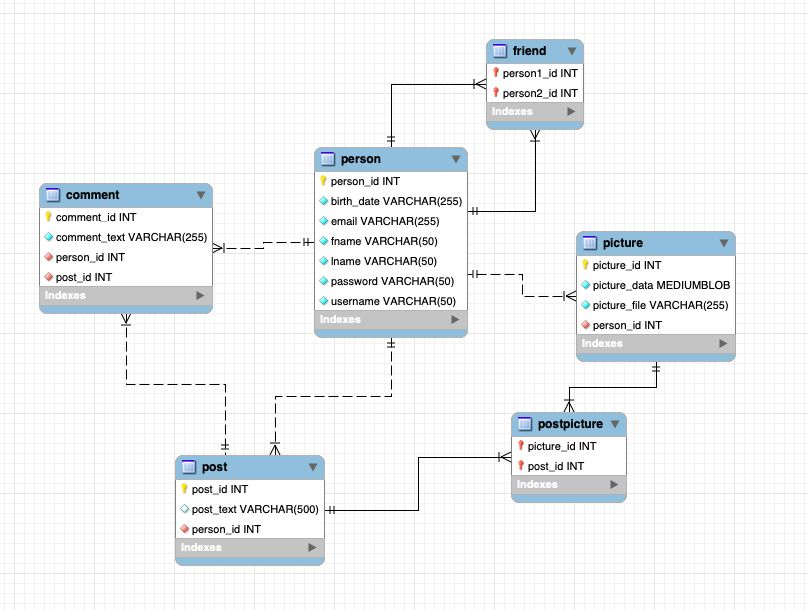 friend
person1_id INT
person2_id INT
Indexes
person
person_id INT
birth_date VARCHAR(255)
email VARCHAR(255)
fname VARCHAR(50)
lname VARCHAR(50)
password VARCHAR(50)
username VARCHAR(50)
Indexes
comment
comment_id INT
comment_text VARCHAR(255)
person_id INT
post_id INT
Indexes
picture
picture_id INT
picture_data MEDIUMBLOB
picture_file VARCHAR(255)
person_id INT
Indexes
postpicture
picture_id INT
post_id INT
Indexes
post
post_id INT
post_text VARCHAR(500)
person_id INT
Indexes